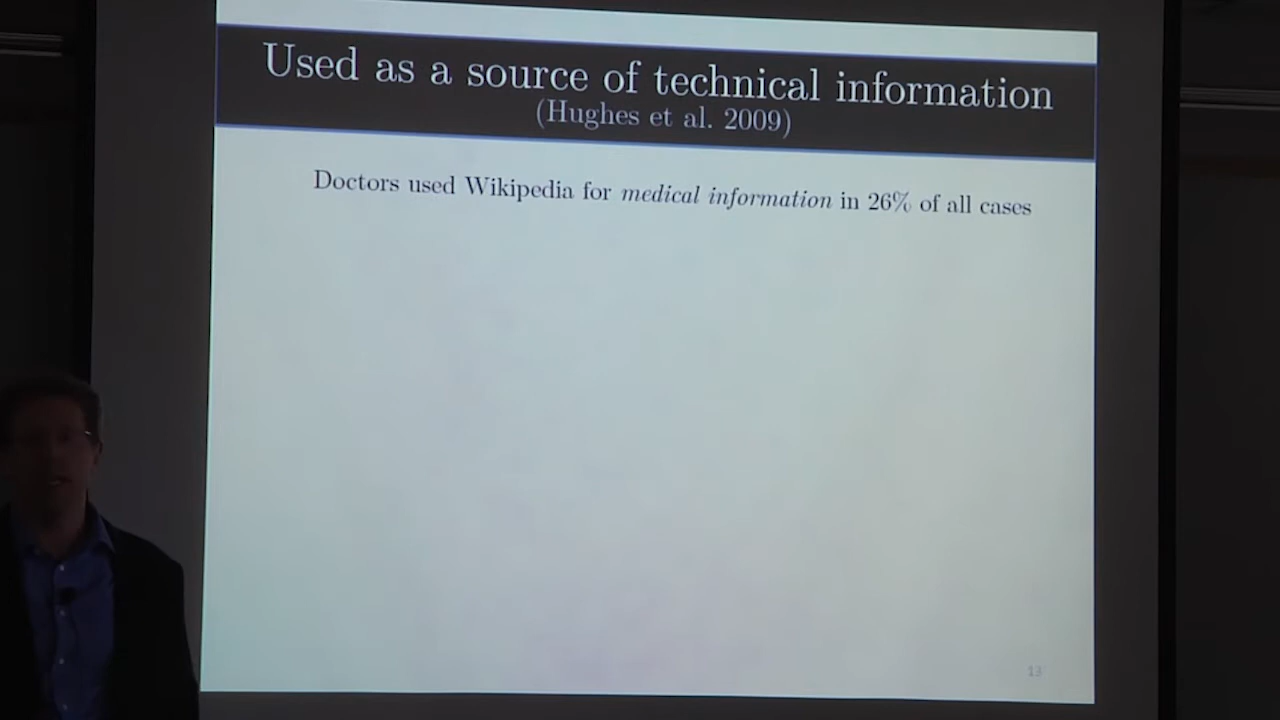 Used as a source of technical information
(Hughes et al. 2009)
Doctors used Wikipedia for medical information in 26% of all cases
13